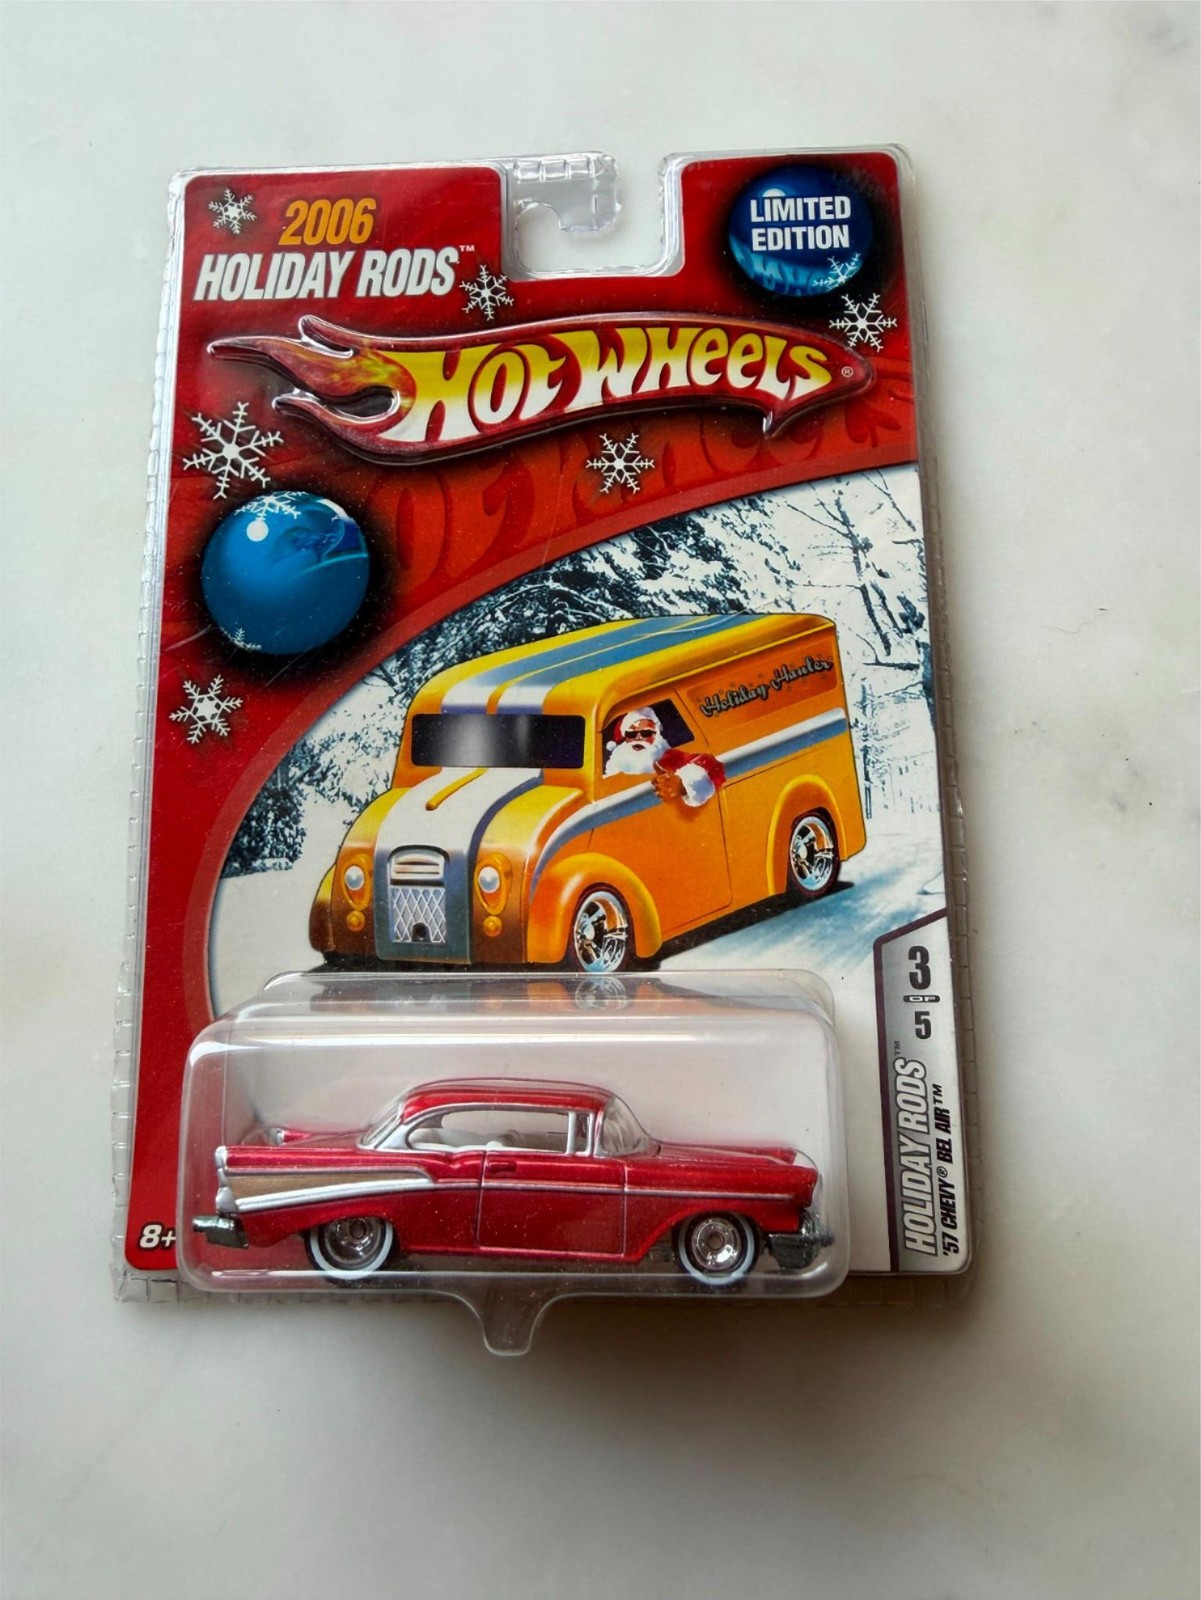 2006
HOLIDAY RODS™
LIMITED
EDITION
HOT WHEELS®
Holiday Hauler
3
OF
5
HOLIDAY RODS™
'57 CHEVY® BEL AIR™
8+